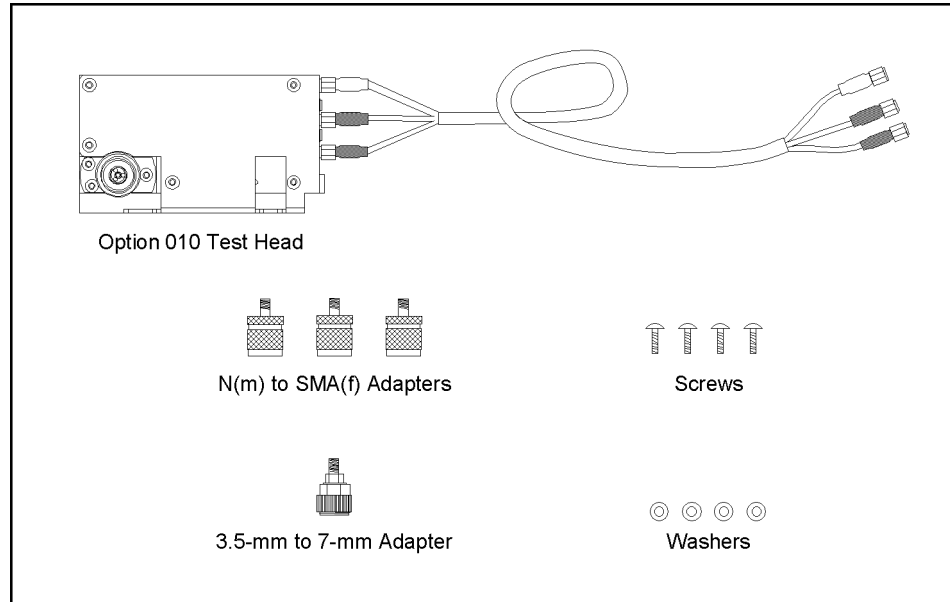 Option 010 Test Head
N(m) to SMA(f) Adapters
Screws
3.5-mm to 7-mm Adapter
Washers